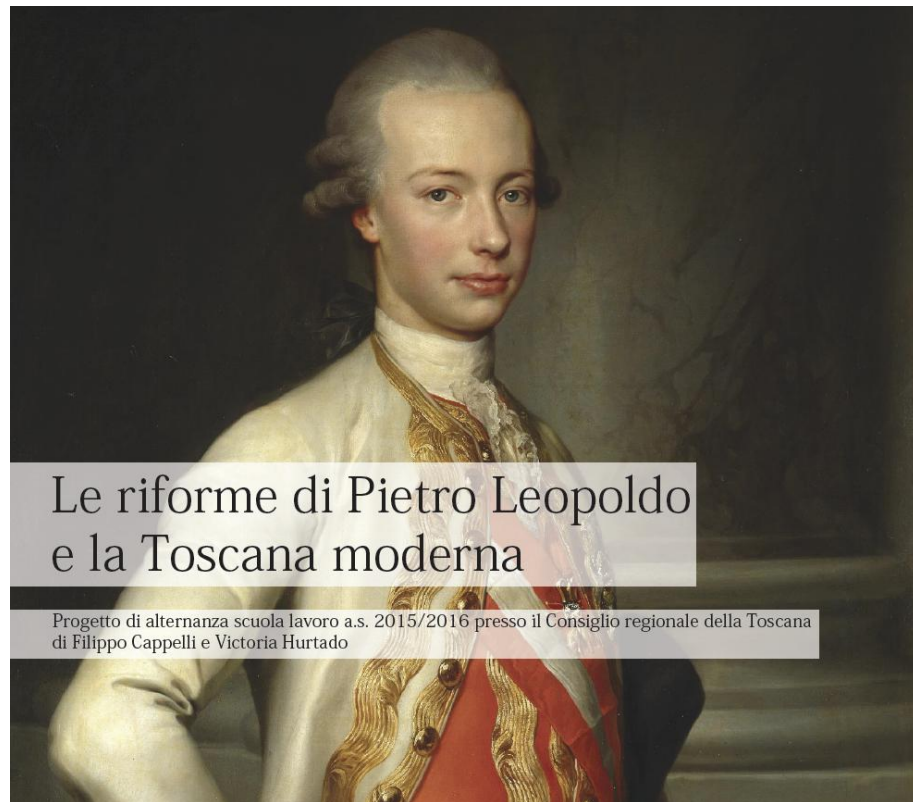 Le riforme di Pietro Leopoldo
e la Toscana moderna
Progetto di alternanza scuola lavoro a.s. 2015/2016 presso il Consiglio regionale della Toscana
di Filippo Cappelli e Victoria Hurtado